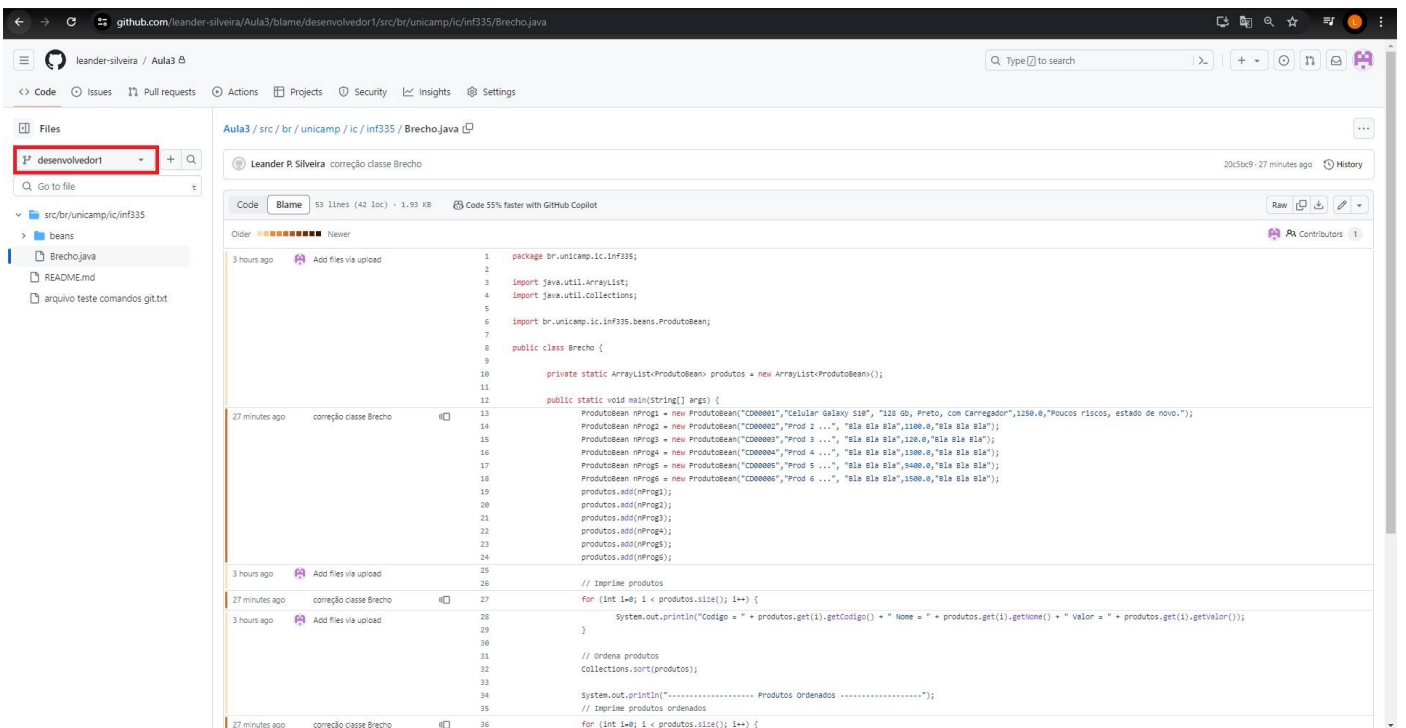 github.com/leander-silveira/Aula3/blame/desenvolvedor1/src/br/unicamp/ic/inf335/Brecho.java
L
leander-silveira / Aula3
Type / to search
Code Issues Pull requests Actions Projects Security Insights Settings
Files
desenvolvedor1
Go to file
t
src/br/unicamp/ic/inf335
beans
Brecho.java
README.md
arquivo teste comandos git.txt
Aula3 / src / br / unicamp / ic / inf335 / Brecho.java
Leander P. Silveira correção classe Brecho
20c5bc9 · 27 minutes ago History
Code Blame 53 lines (42 loc) · 1.93 KB Code 55% faster with GitHub Copilot
Raw
Older Newer
Contributors 1
3 hours ago Add files via upload
1 package br.unicamp.ic.inf335;
2
3 import java.util.ArrayList;
4 import java.util.Collections;
5
6 import br.unicamp.ic.inf335.beans.ProdutoBean;
7
8 public class Brecho {
9
10 private static ArrayList<ProdutoBean> produtos = new ArrayList<ProdutoBean>();
11
12 public static void main(String[] args) {
27 minutes ago correção classe Brecho
13 ProdutoBean nProg1 = new ProdutoBean("CD00001","Celular Galaxy S10", "128 Gb, Preto, com Carregador",1250.0,"Poucos riscos, estado de novo.");
14 ProdutoBean nProg2 = new ProdutoBean("CD00002","Prod 2 ...", "Bla Bla Bla",1100.0,"Bla Bla Bla");
15 ProdutoBean nProg3 = new ProdutoBean("CD00003","Prod 3 ...", "Bla Bla Bla",120.0,"Bla Bla Bla");
16 ProdutoBean nProg4 = new ProdutoBean("CD00004","Prod 4 ...", "Bla Bla Bla",1300.0,"Bla Bla Bla");
17 ProdutoBean nProg5 = new ProdutoBean("CD00005","Prod 5 ...", "Bla Bla Bla",9400.0,"Bla Bla Bla");
18 ProdutoBean nProg6 = new ProdutoBean("CD00006","Prod 6 ...", "Bla Bla Bla",1500.0,"Bla Bla Bla");
19 produtos.add(nProg1);
20 produtos.add(nProg2);
21 produtos.add(nProg3);
22 produtos.add(nProg4);
23 produtos.add(nProg5);
24 produtos.add(nProg6);
3 hours ago Add files via upload
25
26 // Imprime produtos
27 minutes ago correção classe Brecho
27 for (int i=0; i < produtos.size(); i++) {
3 hours ago Add files via upload
28 System.out.println("Codigo = " + produtos.get(i).getCodigo() + " Nome = " + produtos.get(i).getNome() + " Valor = " + produtos.get(i).getValor());
29 }
30
31 // Ordena produtos
32 Collections.sort(produtos);
33
34 System.out.println("-------------------- Produtos Ordenados -------------------");
35 // Imprime produtos ordenados
27 minutes ago correção classe Brecho
36 for (int i=0; i < produtos.size(); i++) {